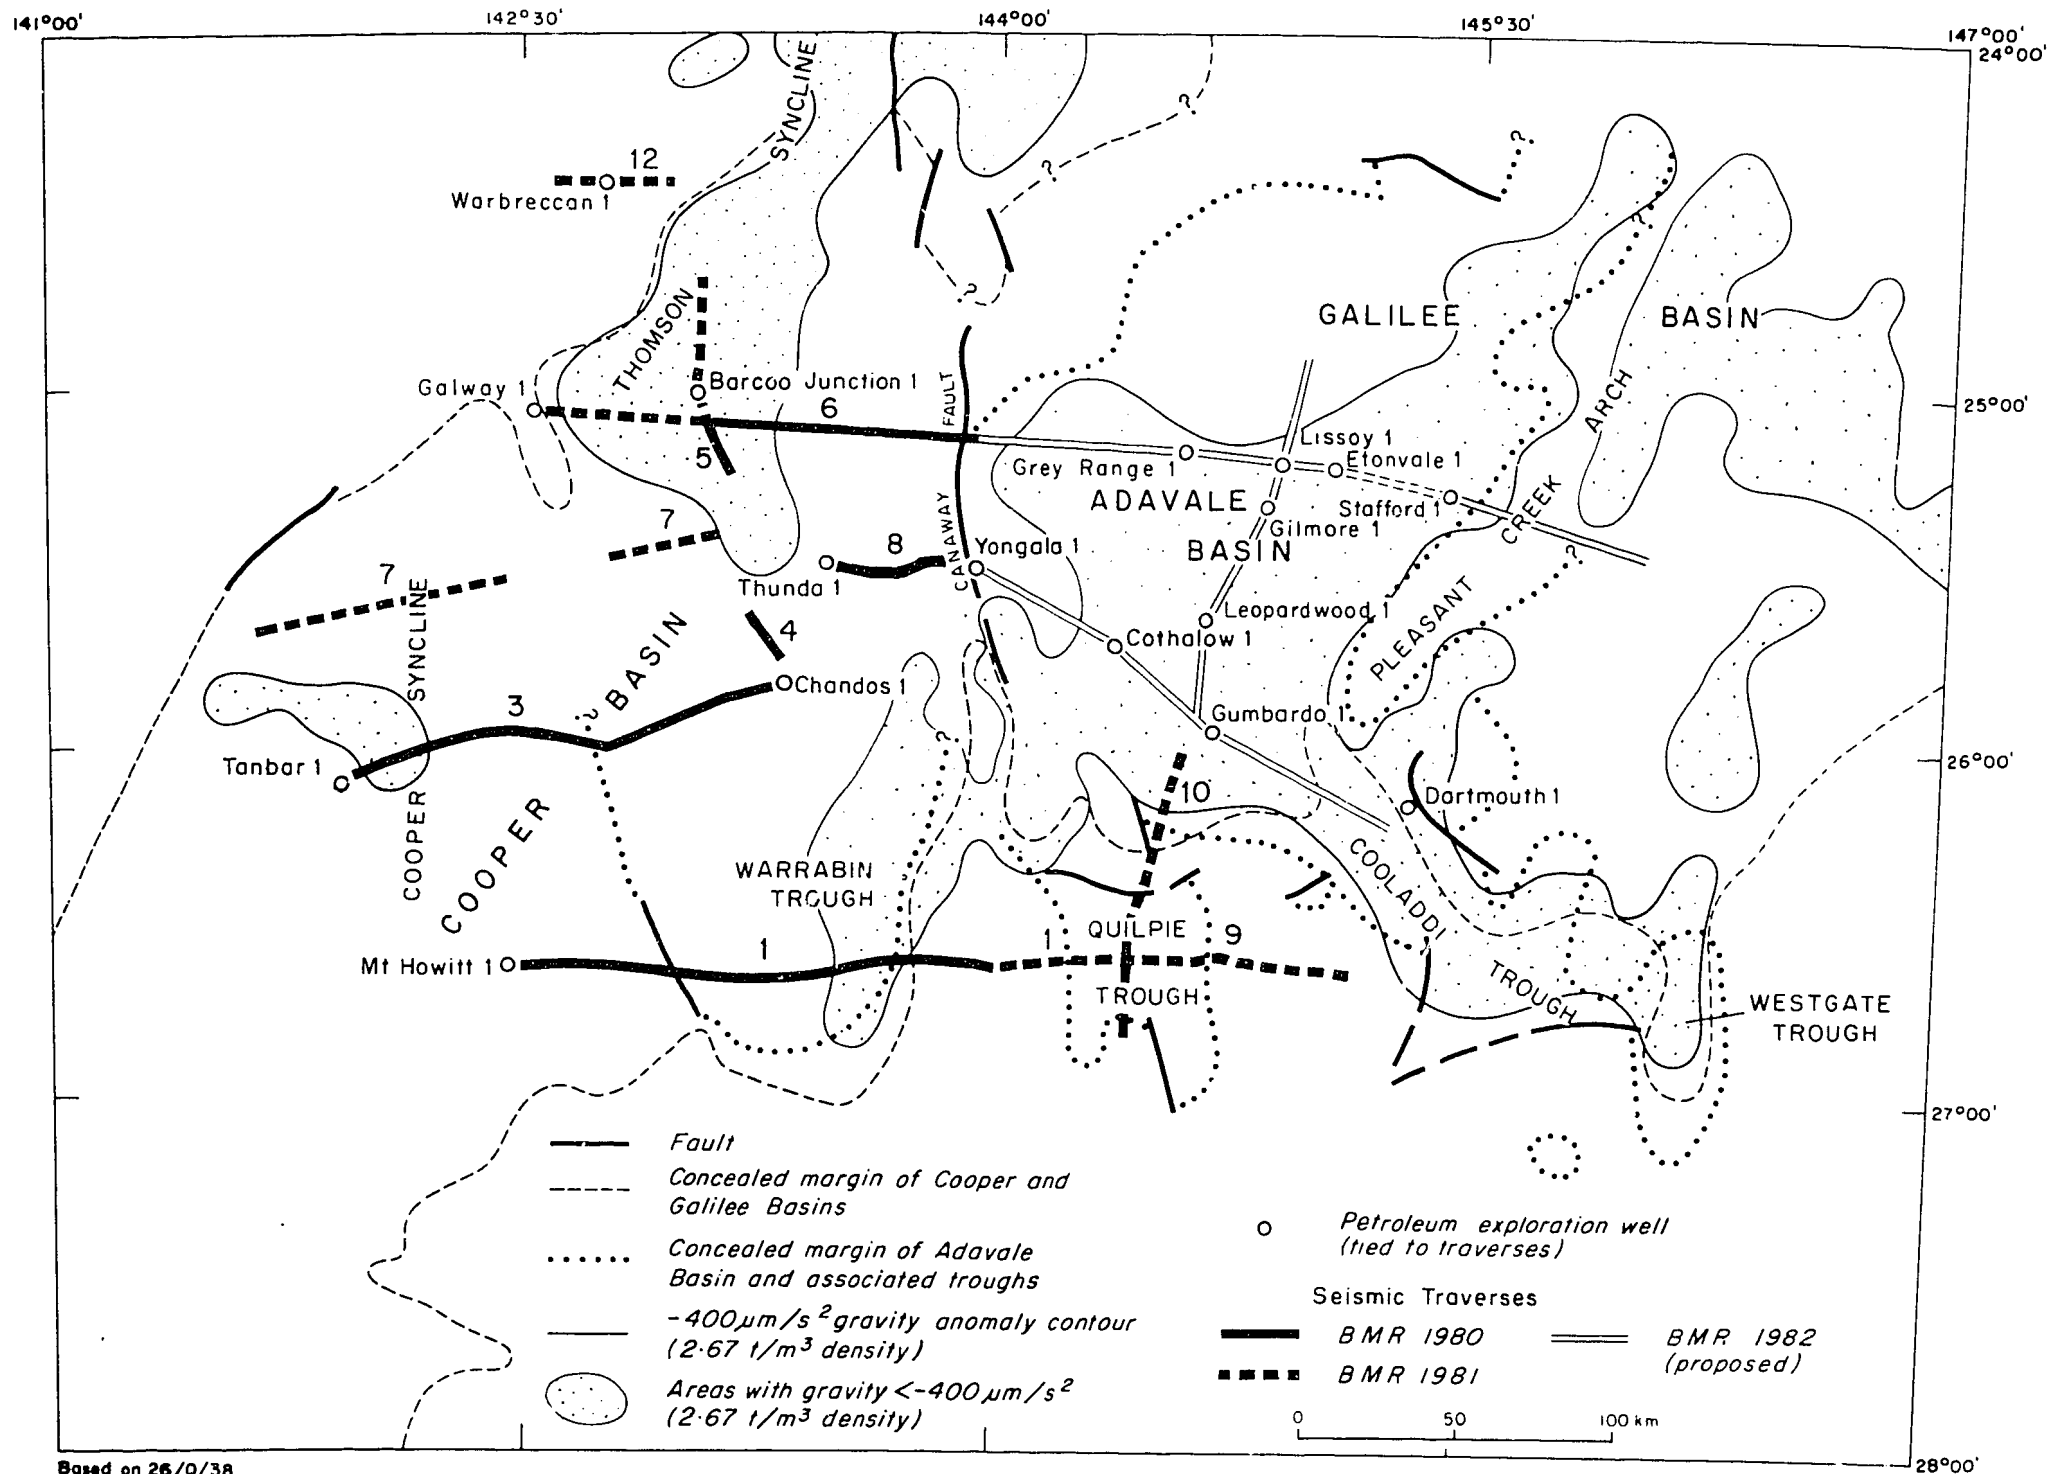 141°00'
142°30'
144°00'
145°30'
147°00'
24°00'
SYNCLINE
?
?
?
12
Warbreccan 1
?
?
THOMSON
GALILEE
BASIN
Galway 1
Barcoo Junction 1
6
FAULT
ARCH
25°00'
5
Grey Range 1
Lissoy 1
Etonvale 1
ADAVALE
Stafford 1
CREEK
Gilmore 1
7
8
CANAWAY
Yongala 1
BASIN
?
7
Thunda 1
PLEASANT
Leopardwood 1
4
Cothalow 1
SYNCLINE
BASIN
Chandos 1
3
?
?
Gumbardo 1
Tanbar 1
26°00'
10
Dartmouth 1
COOPER
COOPER
WARRABIN
TROUGH
COOLADDI
QUILPIE
1
1
9
Mt Howitt 1
TROUGH
TROUGH
WESTGATE
TROUGH
27°00'
Fault
Concealed margin of Cooper and
Galilee Basins
Concealed margin of Adavale
Basin and associated troughs
-400 µm/s² gravity anomaly contour
(2·67 t/m³ density)
Areas with gravity <-400 µm/s²
(2·67 t/m³ density)
Petroleum exploration well
(tied to traverses)
Seismic Traverses
BMR 1980
BMR 1981
BMR 1982
(proposed)
0 50 100 km
Based on 26/0/38
28°00'